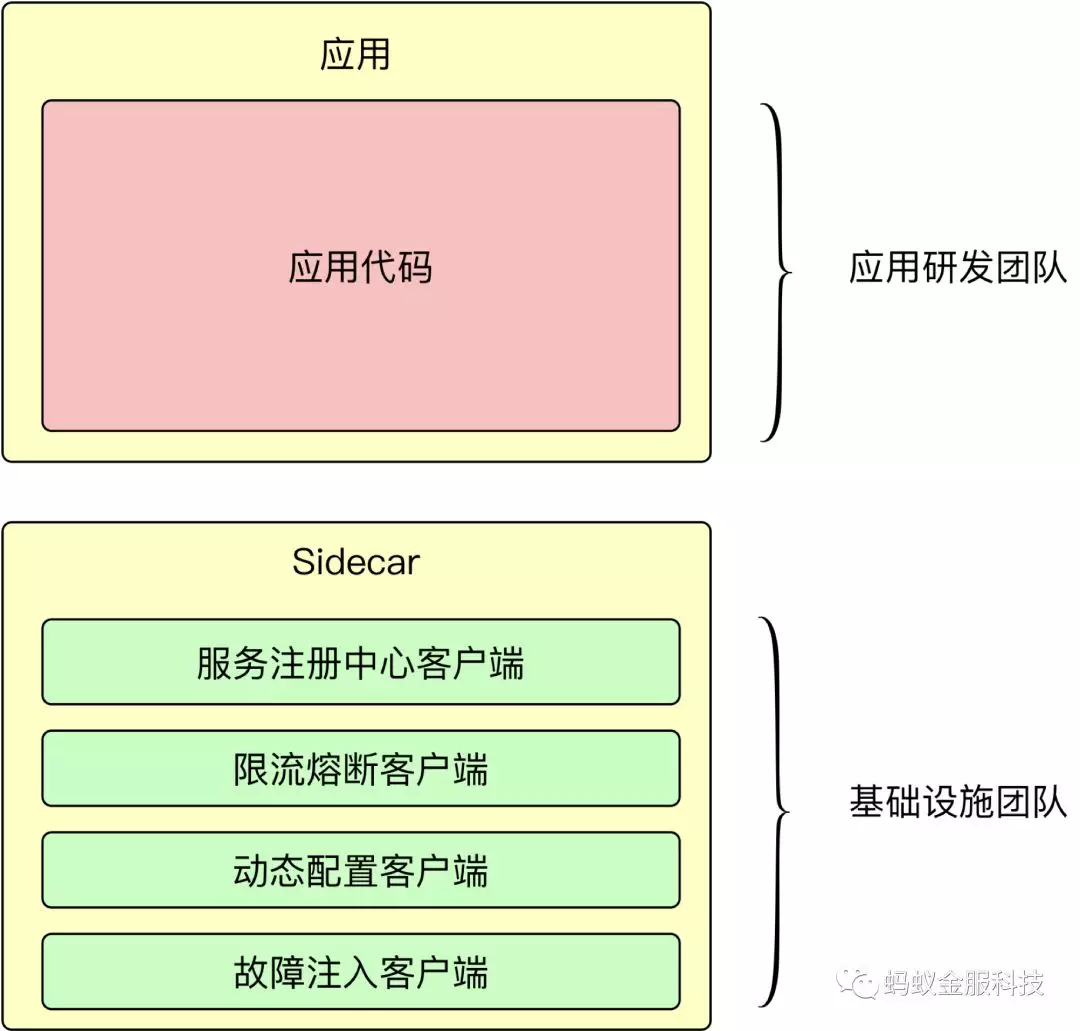 应用
应用代码
应用研发团队
Sidecar
服务注册中心客户端
限流熔断客户端
动态配置客户端
故障注入客户端
基础设施团队
蚂蚁金服科技